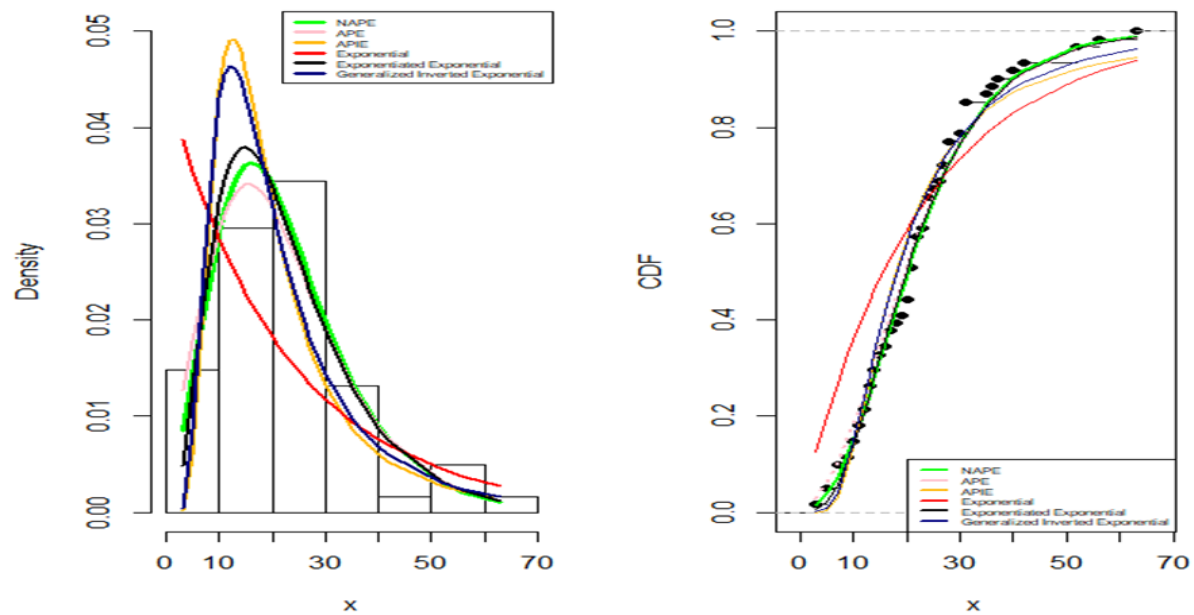 NAPE
APE
APIE
Exponential
Exponentiated Exponential
Generalized Inverted Exponential
Density
0.00 0.01 0.02 0.03 0.04 0.05
0 10 30 50 70
x
CDF
0.0 0.2 0.4 0.6 0.8 1.0
NAPE
APE
APIE
Exponential
Exponentiated Exponential
Generalized Inverted Exponential
0 10 30 50 70
x